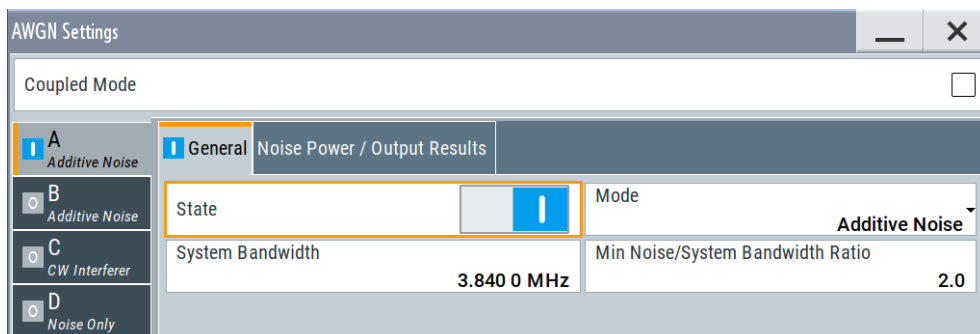 AWGN Settings
Coupled Mode
A
Additive Noise
B
Additive Noise
C
CW Interferer
D
Noise Only
General
Noise Power / Output Results
State
Mode
Additive Noise
System Bandwidth
3.840 0 MHz
Min Noise/System Bandwidth Ratio
2.0